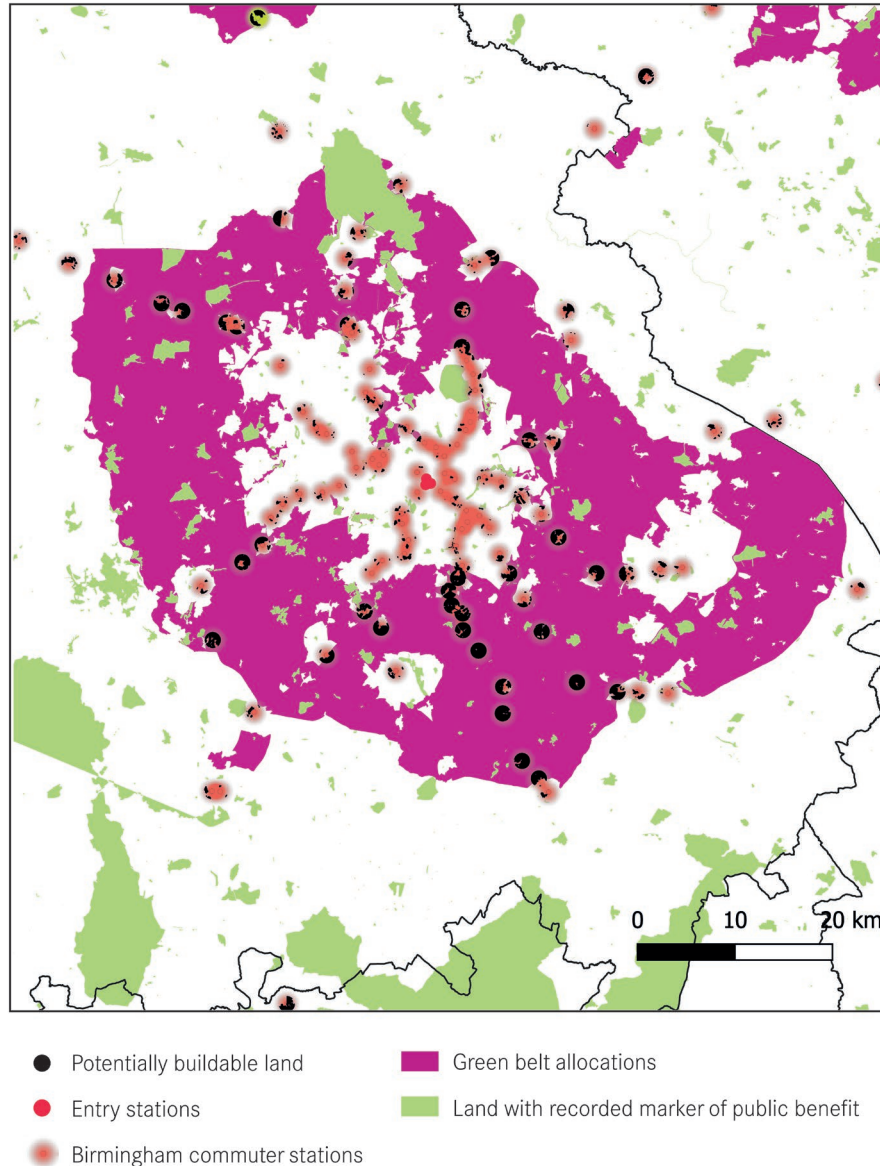 0 10 20 km
Potentially buildable land
Green belt allocations
Entry stations
Land with recorded marker of public benefit
Birmingham commuter stations